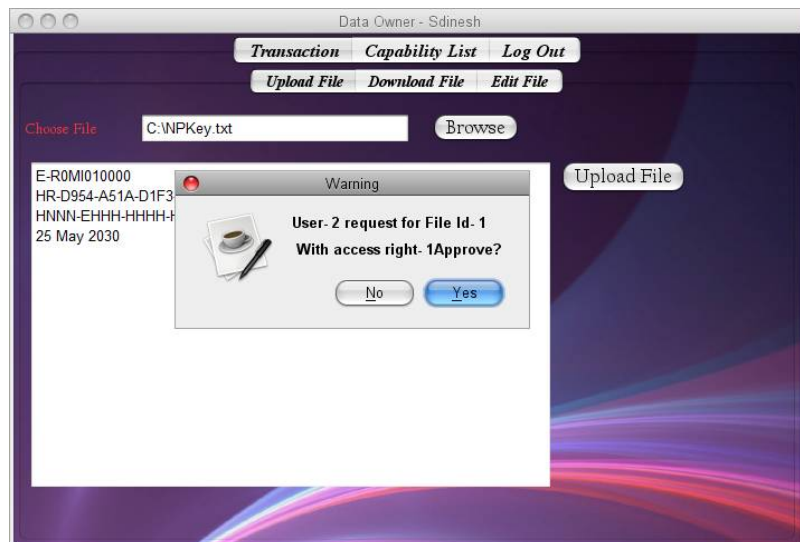 Data Owner - Sdinesh
Transaction Capability List Log Out
Upload File Download File Edit File
Choose File C:\NPKey.txt Browse
E-R0MI010000
HR-D954-A51A-D1F3-
HNNN-EHHH-HHHH-H
25 May 2030
Upload File
Warning
User- 2 request for File Id- 1
With access right- 1Approve?
No Yes